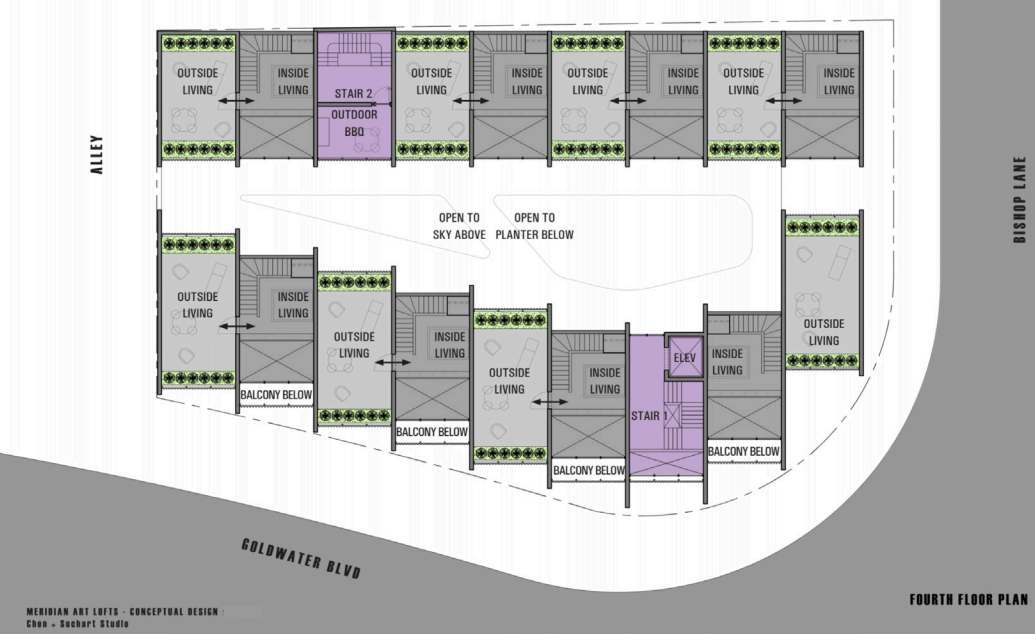 OUTSIDE
LIVING
INSIDE
LIVING
STAIR 2
OUTDOOR
BBQ
OUTSIDE
LIVING
INSIDE
LIVING
OUTSIDE
LIVING
INSIDE
LIVING
OUTSIDE
LIVING
INSIDE
LIVING
ALLEY
BISHOP LANE
OPEN TO
SKY ABOVE
OPEN TO
PLANTER BELOW
OUTSIDE
LIVING
INSIDE
LIVING
BALCONY BELOW
OUTSIDE
LIVING
INSIDE
LIVING
BALCONY BELOW
OUTSIDE
LIVING
INSIDE
LIVING
BALCONY BELOW
ELEV
STAIR 1
INSIDE
LIVING
BALCONY BELOW
OUTSIDE
LIVING
GOLDWATER BLVD
FOURTH FLOOR PLAN
MERIDIAN ART LOFTS - CONCEPTUAL DESIGN
Chen + Suchart Studio